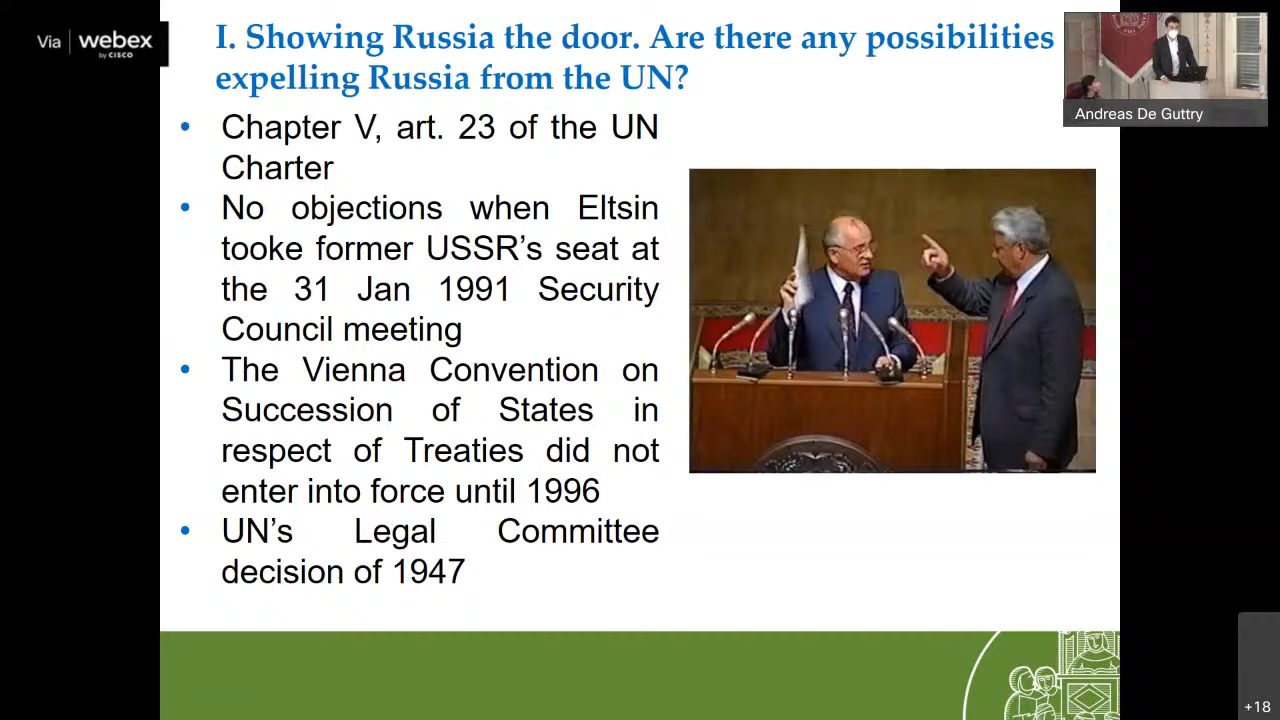 Via webex
by CISCO
I. Showing Russia the door. Are there any possibilities
expelling Russia from the UN?
Andreas De Guttry
• Chapter V, art. 23 of the UN
Charter
• No objections when Eltsin
tooke former USSR's seat at
the 31 Jan 1991 Security
Council meeting
• The Vienna Convention on
Succession of States in
respect of Treaties did not
enter into force until 1996
• UN's Legal Committee
decision of 1947
+18